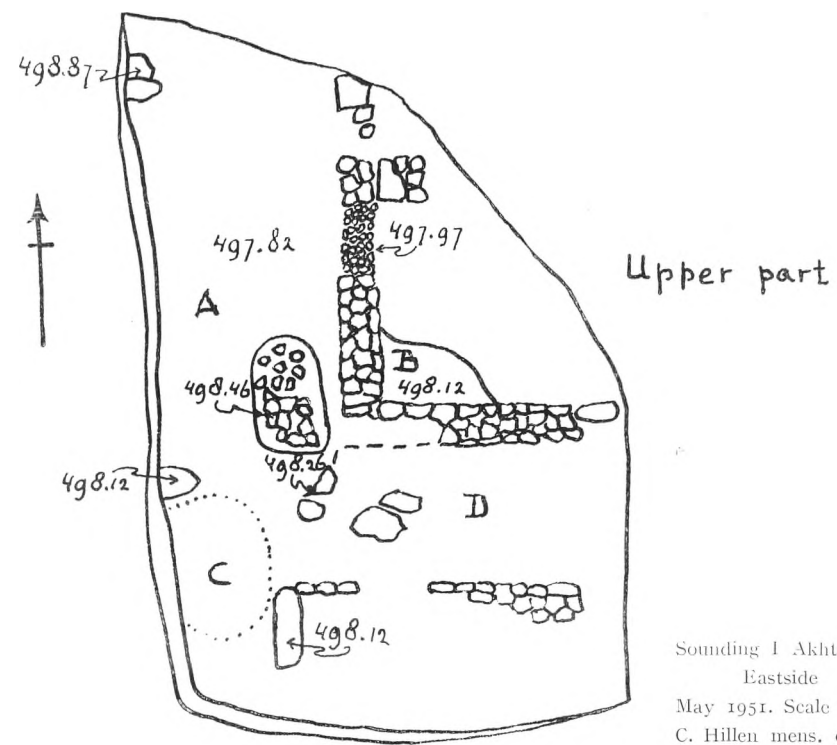 498.87
497.82
497.97
Upper part
A
B
498.46
498.12
498.26
498.12
D
C
498.12
Sounding I Akht
Eastside
May 1951. Scale
C. Hillen mens.